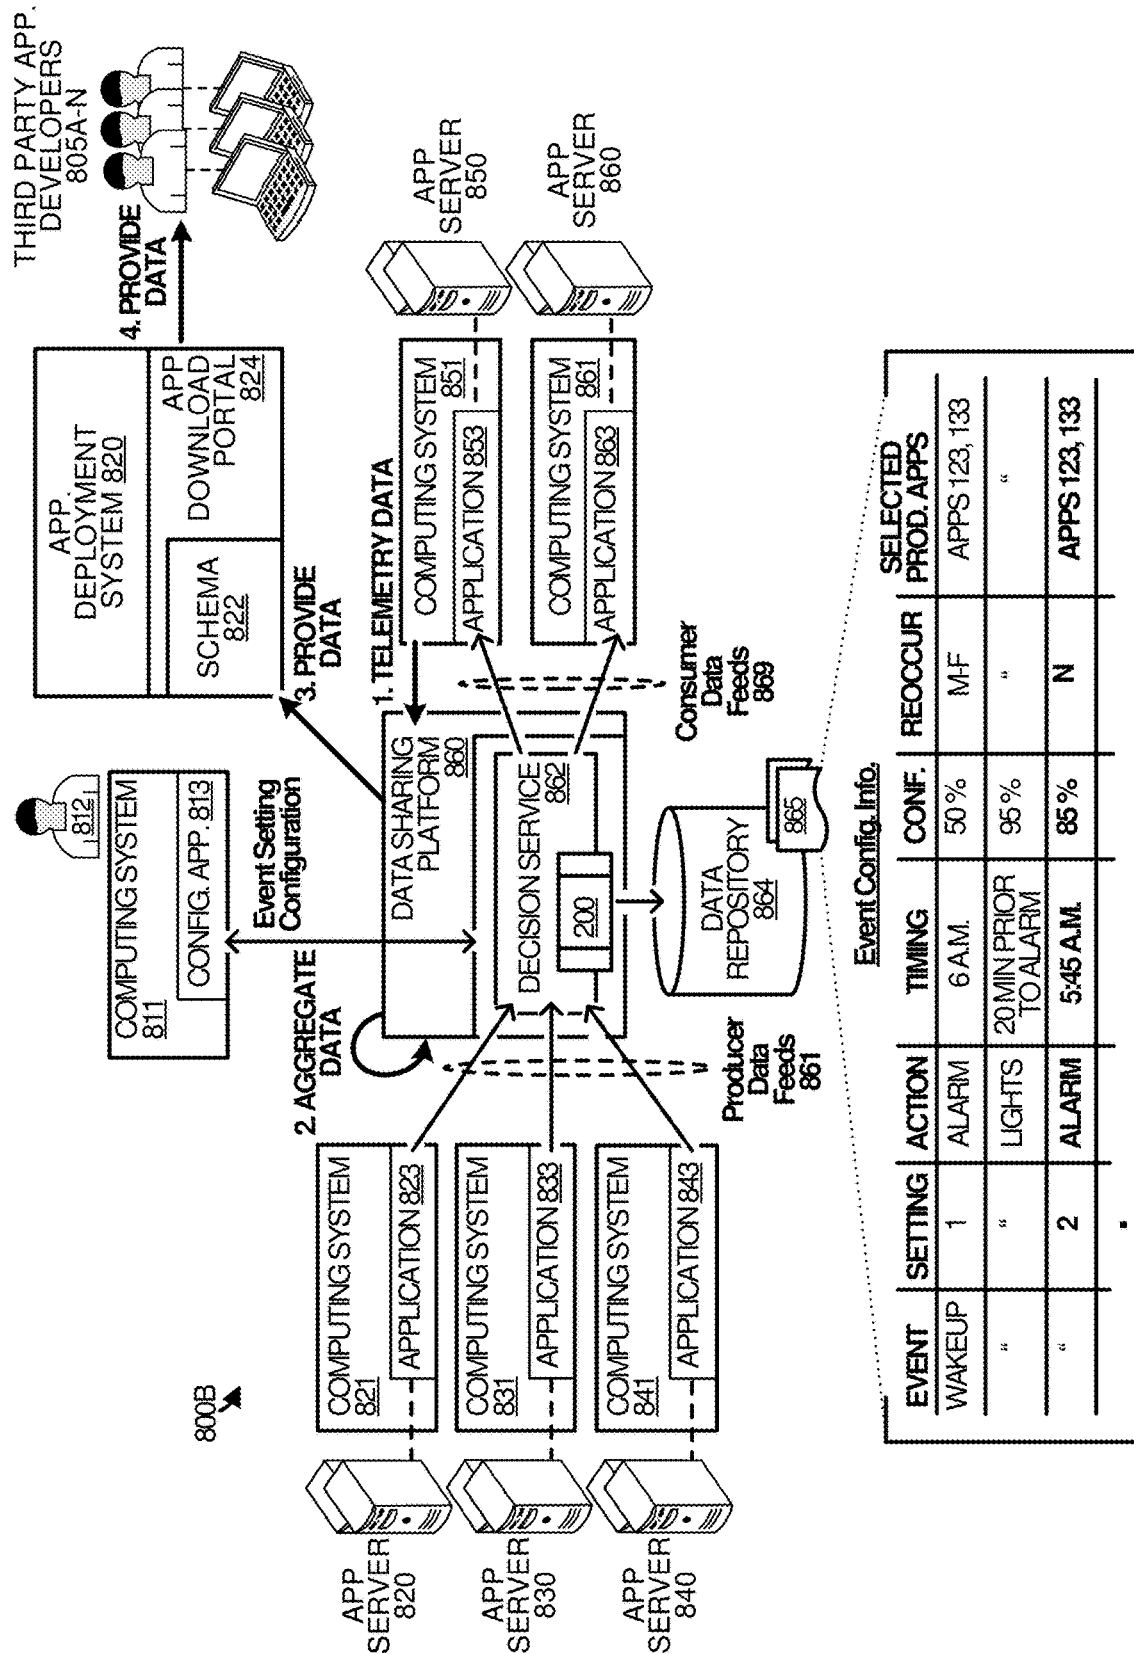 800B
THIRD PARTY APP.
DEVELOPERS
805A-N
4. PROVIDE
DATA
APP.
DEPLOYMENT
SYSTEM 820
APP
DOWNLOAD
PORTAL
824
SCHEMA
822
3. PROVIDE
DATA
812
COMPUTING SYSTEM
811
CONFIG. APP. 813
Event Setting
Configuration
2. AGGREGATE
DATA
1. TELEMETRY DATA
DATA SHARING
PLATFORM
860
DECISION SERVICE
862
200
DATA
REPOSITORY
864
865
Producer
Data
Feeds
861
Consumer
Data
Feeds
869
APP
SERVER
820
COMPUTING SYSTEM
821
APPLICATION 823
APP
SERVER
830
COMPUTING SYSTEM
831
APPLICATION 833
APP
SERVER
840
COMPUTING SYSTEM
841
APPLICATION 843
COMPUTING SYSTEM
851
APPLICATION 853
APP
SERVER
850
COMPUTING SYSTEM
861
APPLICATION 863
APP
SERVER
860
Event Config. Info.
EVENT SETTING ACTION TIMING CONF. REOCCUR SELECTED PROD. APPS
WAKEUP 1 ALARM 6 A.M. 50 % M-F APPS 123, 133
“ “ LIGHTS 20 MIN PRIOR TO ALARM 95 % “ “
“ 2 ALARM 5:45 A.M. 85 % N APPS 123, 133